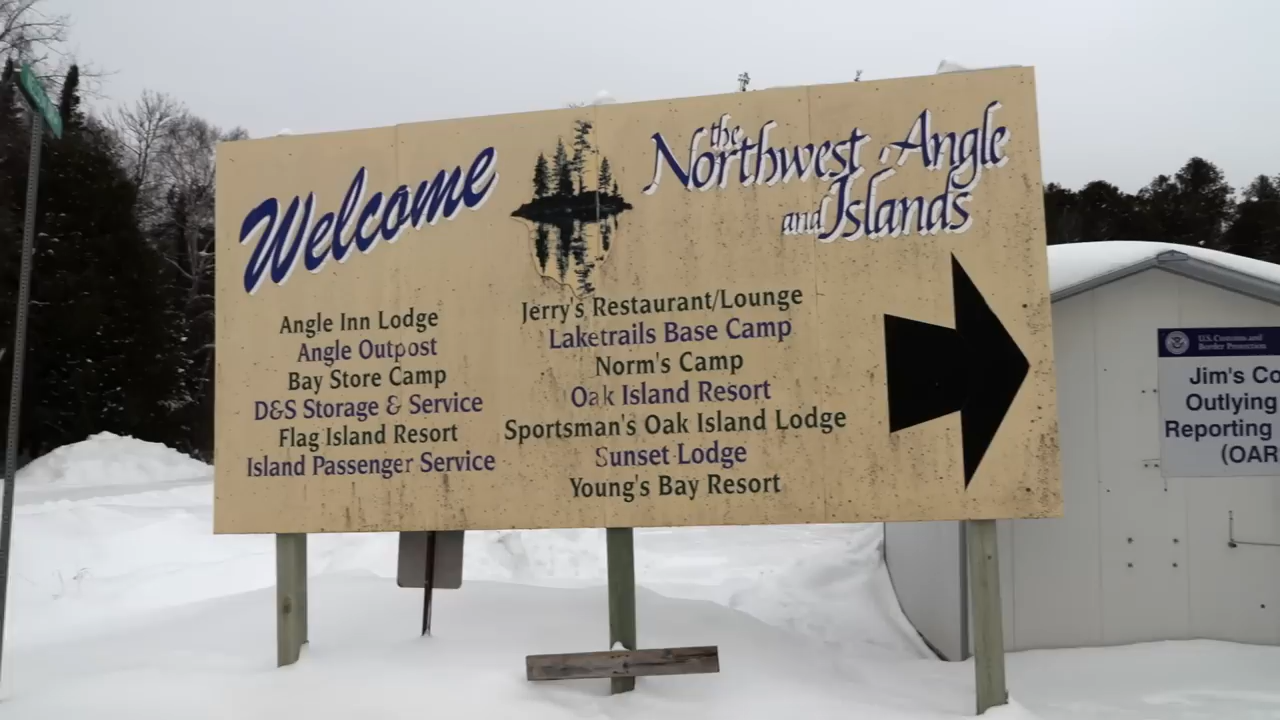 Welcome
the
Northwest Angle
and Islands
Angle Inn Lodge
Angle Outpost
Bay Store Camp
D&S Storage & Service
Flag Island Resort
Island Passenger Service
Jerry's Restaurant/Lounge
Laketrails Base Camp
Norm's Camp
Oak Island Resort
Sportsman's Oak Island Lodge
Sunset Lodge
Young's Bay Resort
U.S. Customs and
Border Protection
Jim's Co
Outlying
Reporting
(OAR